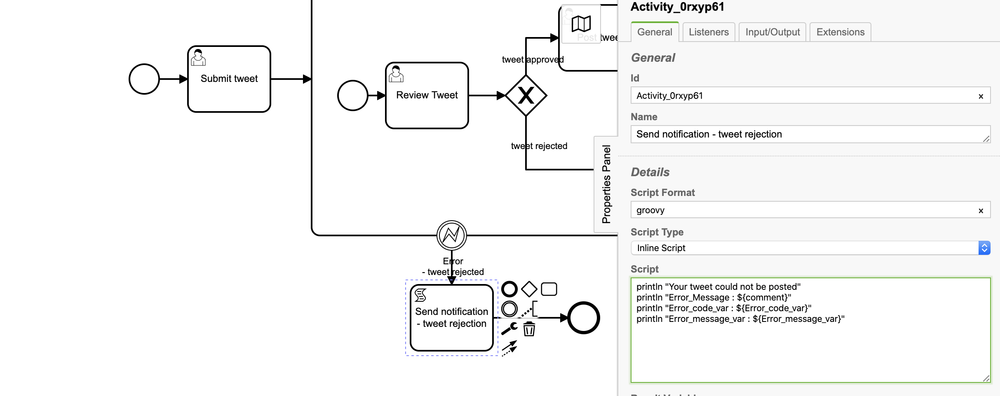 Submit tweet
Review Tweet
tweet approved
Post twee
X
tweet rejected
Error
- tweet rejected
Send notification
- tweet rejection
Properties Panel
Activity_0rxyp61
General
Listeners
Input/Output
Extensions
General
Id
Activity_0rxyp61
Name
Send notification - tweet rejection
Details
Script Format
groovy
Script Type
Inline Script
Script
println "Your tweet could not be posted"
println "Error_Message : ${comment}"
println "Error_code_var : ${Error_code_var}"
println "Error_message_var : ${Error_message_var}"